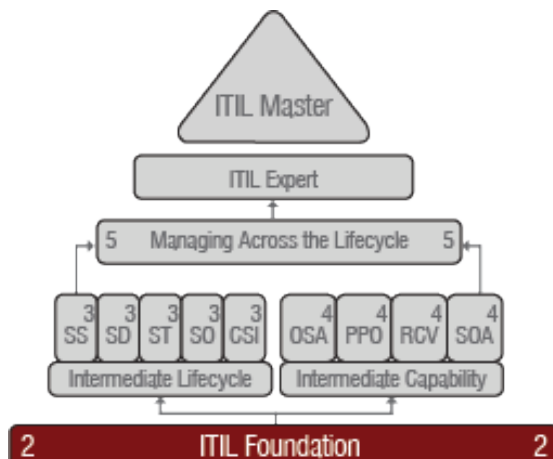 ITIL Master
ITIL Expert
5 Managing Across the Lifecycle 5
3 3 3 3 3 4 4 4 4
SS SD ST SO CSI OSA PPO RCV SOA
Intermediate Lifecycle Intermediate Capability
2 ITIL Foundation 2